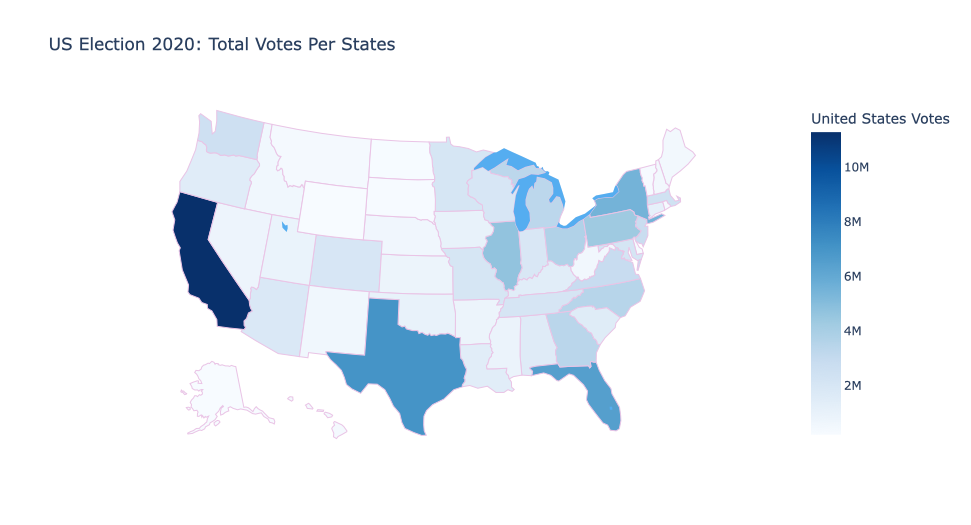 US Election 2020: Total Votes Per States
United States Votes
10M
8M
6M
4M
2M